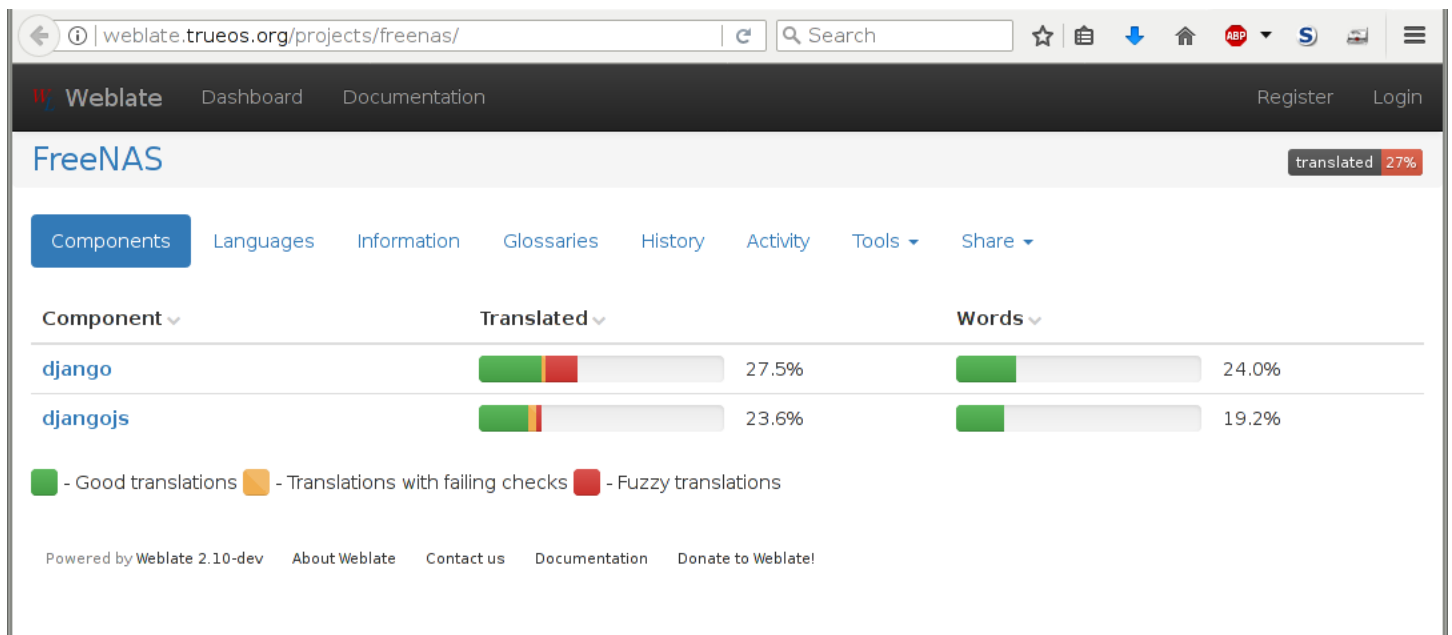 weblate.trueos.org/projects/freenas/ Search ABP S
Weblate Dashboard Documentation Register Login
FreeNAS translated 27%
Components Languages Information Glossaries History Activity Tools Share
Component Translated Words
django 27.5% 24.0%
djangojs 23.6% 19.2%
- Good translations - Translations with failing checks - Fuzzy translations
Powered by Weblate 2.10-dev About Weblate Contact us Documentation Donate to Weblate!